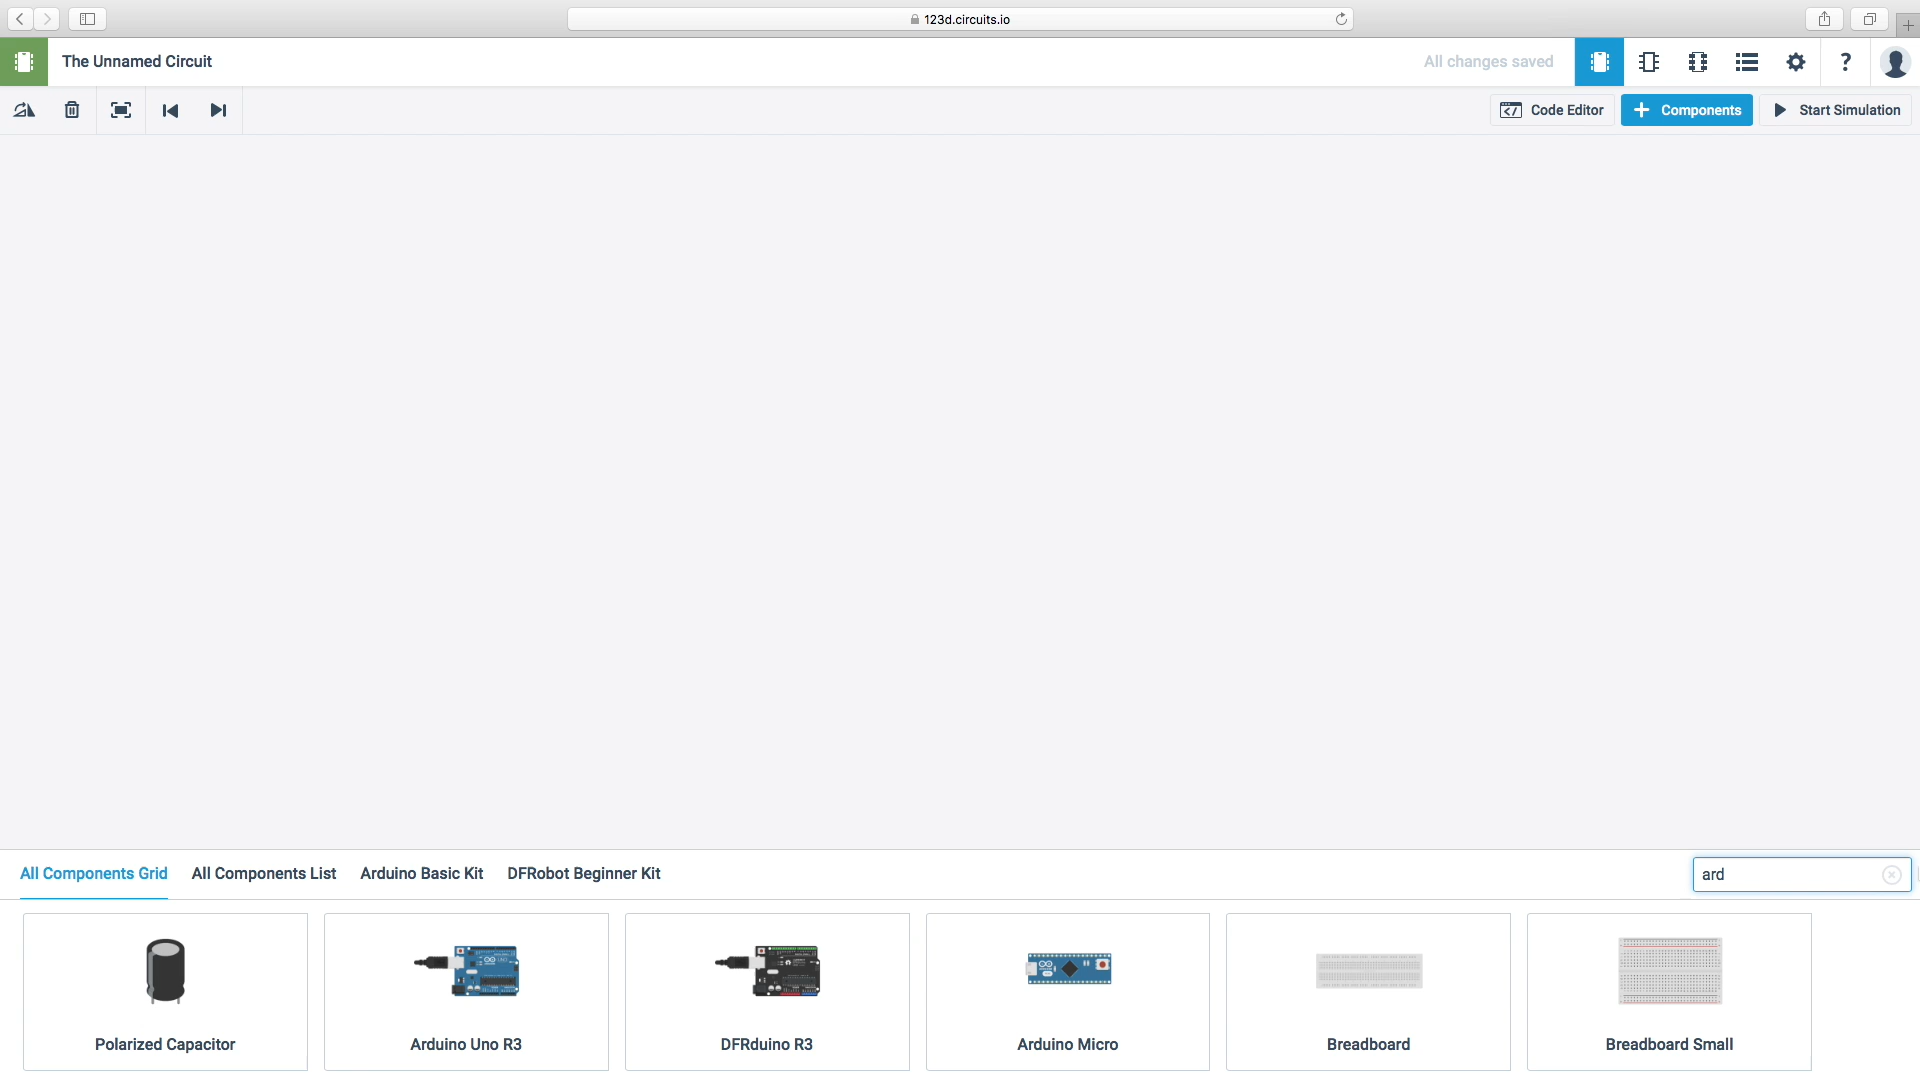 123d.circuits.io
The Unnamed Circuit
All changes saved
?
Code Editor
Components
Start Simulation
All Components Grid
All Components List
Arduino Basic Kit
DFRobot Beginner Kit
ard
Polarized Capacitor
Arduino Uno R3
DFRduino R3
Arduino Micro
Breadboard
Breadboard Small